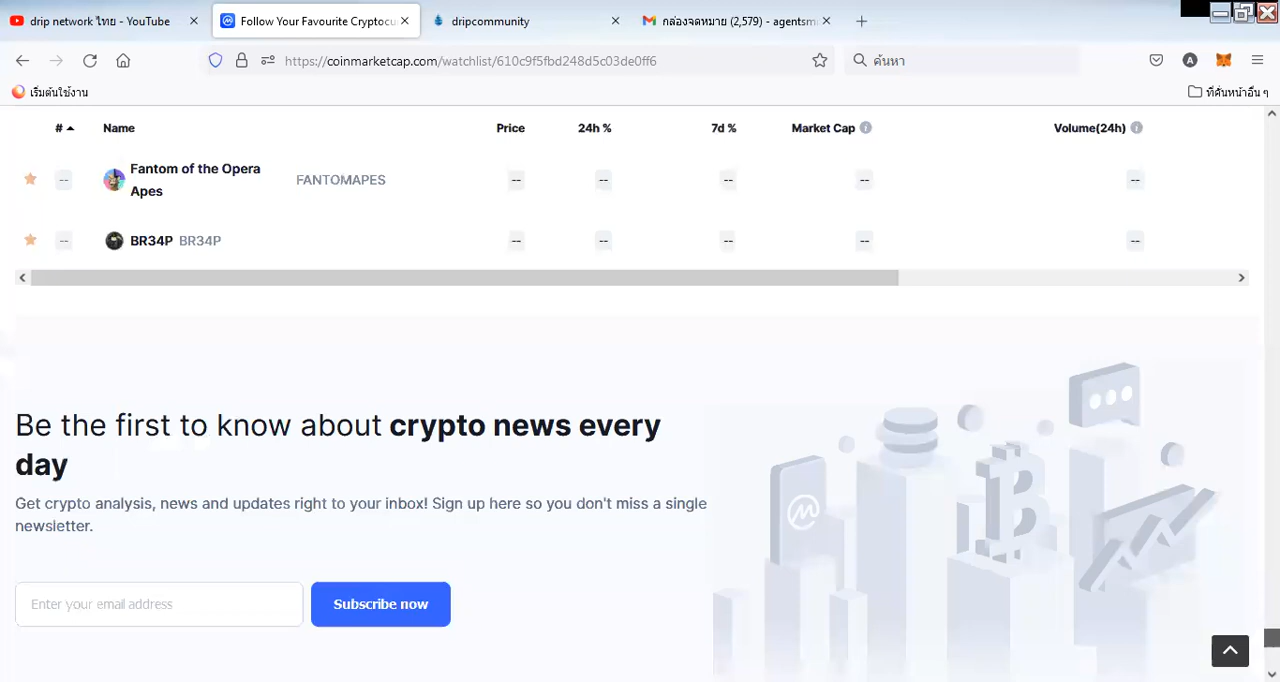 drip network ไทย - YouTube
Follow Your Favourite Cryptocu
dripcommunity
กล่องจดหมาย (2,579) - agentsm
https://coinmarketcap.com/watchlist/610c9f5fbd248d5c03de0ff6
ค้นหา
A
เริ่มต้นใช้งาน
ที่คั่นหน้าอื่น ๆ
# Name Price 24h % 7d % Market Cap Volume(24h)
-- Fantom of the Opera Apes FANTOMAPES -- -- -- -- --
-- BR34P BR34P -- -- -- -- --
Be the first to know about crypto news every
day
Get crypto analysis, news and updates right to your inbox! Sign up here so you don't miss a single
newsletter.
Enter your email address
Subscribe now